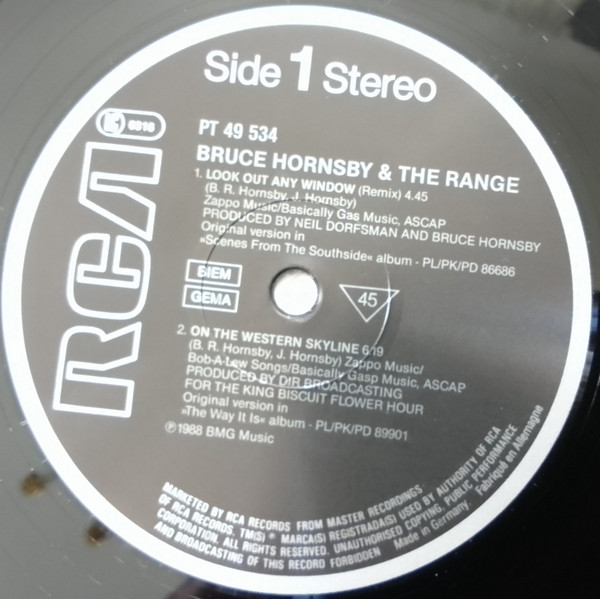 Side 1 Stereo
RCA
LC 0316
PT 49 534
BRUCE HORNSBY & THE RANGE
1. LOOK OUT ANY WINDOW (Remix) 4.45
(B. R. Hornsby, J. Hornsby)
Zappo Music/Basically Gas Music, ASCAP
PRODUCED BY NEIL DORFSMAN AND BRUCE HORNSBY
Original version in
»Scenes From The Southside« album - PL/PK/PD 86686
BIEM
GEMA
45
2. ON THE WESTERN SKYLINE 6:19
(B. R. Hornsby, J. Hornsby) Zappo Music/
Bob-A-Lew Songs/Basically Gasp Music, ASCAP
PRODUCED BY DIR BROADCASTING
FOR THE KING BISCUIT FLOWER HOUR
Original version in
»The Way It Is« album - PL/PK/PD 89901
℗1988 BMG Music
MARKETED BY RCA RECORDS FROM MASTER RECORDINGS
OF RCA RECORDS. TM(S) ® MARCA(S) REGISTRADA(S) USED BY AUTHORITY OF RCA
CORPORATION. ALL RIGHTS RESERVED. UNAUTHORISED COPYING, PUBLIC PERFORMANCE
AND BROADCASTING OF THIS RECORD FORBIDDEN
Made in Germany
Fabriqué en Allemagne